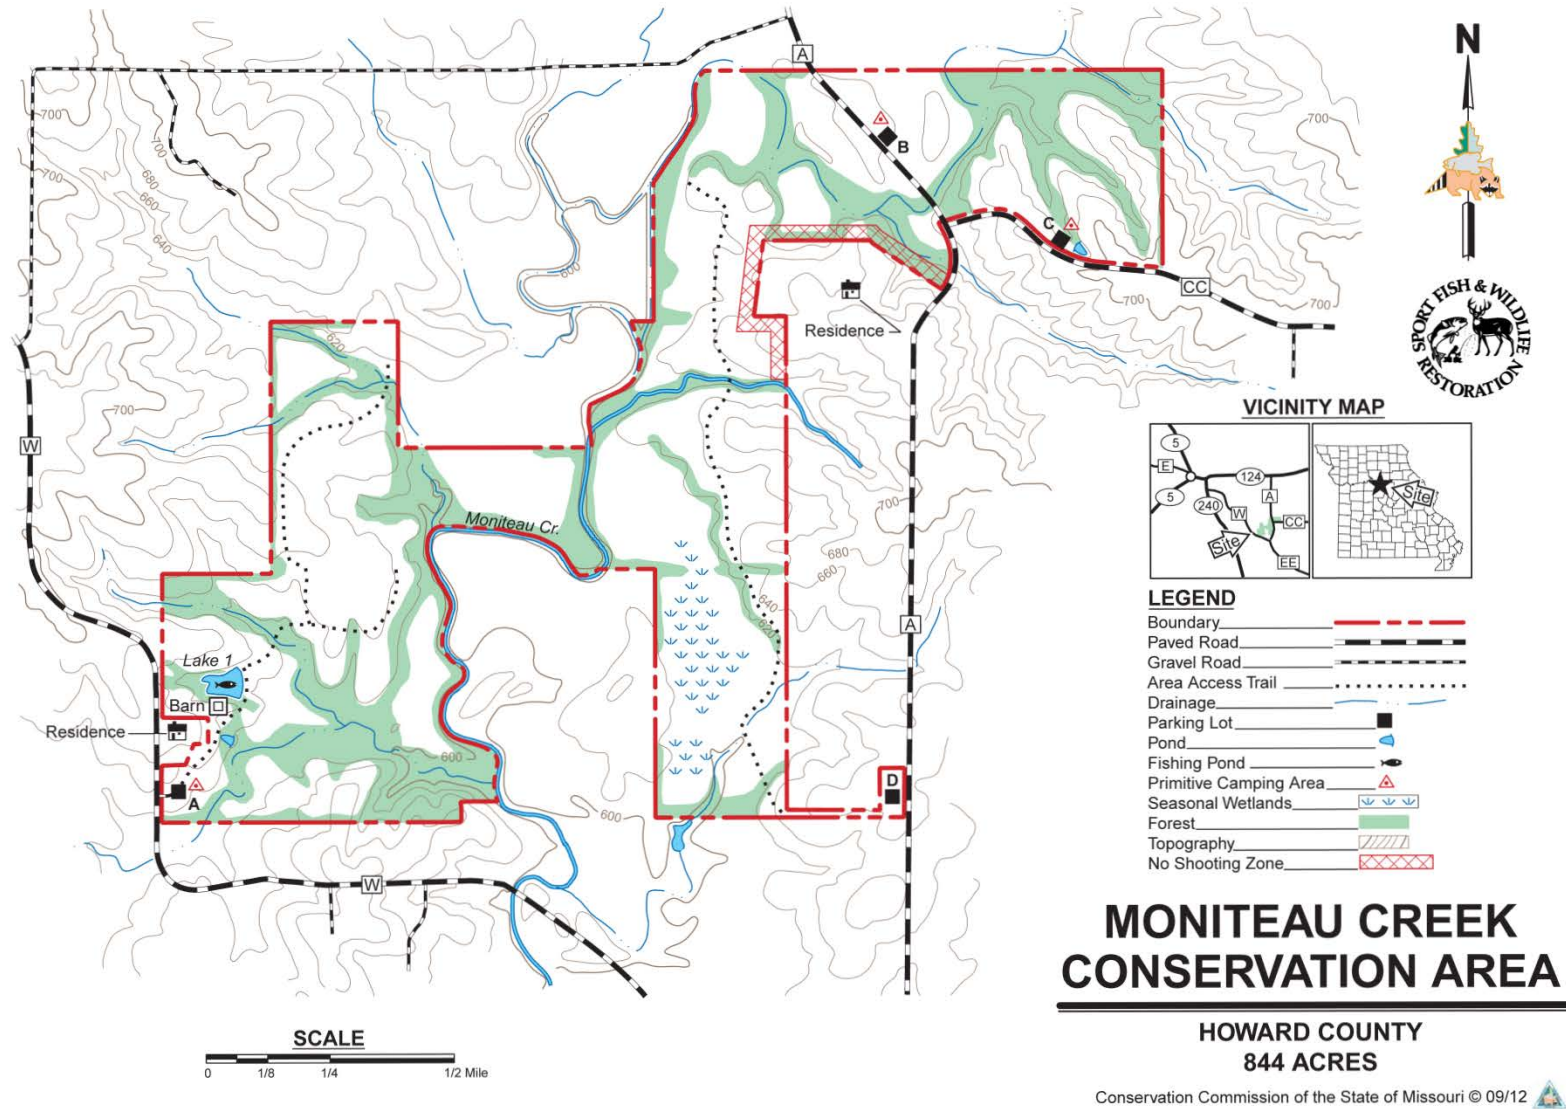 N
A
B
C
CC
700
700
700
700
680
660
640
600
620
700
700
700
700
Residence
W
Moniteau Cr.
700
680
660
640
620
A
Lake 1
Barn
Residence
A
600
600
D
W
SPORT FISH & WILDLIFE
RESTORATION
VICINITY MAP
5
E
5
124
240
W
A
CC
EE
Site
Site
LEGEND
Boundary
Paved Road
Gravel Road
Area Access Trail
Drainage
Parking Lot
Pond
Fishing Pond
Primitive Camping Area
Seasonal Wetlands
Forest
Topography
No Shooting Zone
MONITEAU CREEK
CONSERVATION AREA
HOWARD COUNTY
844 ACRES
SCALE
0 1/8 1/4 1/2 Mile
Conservation Commission of the State of Missouri © 09/12